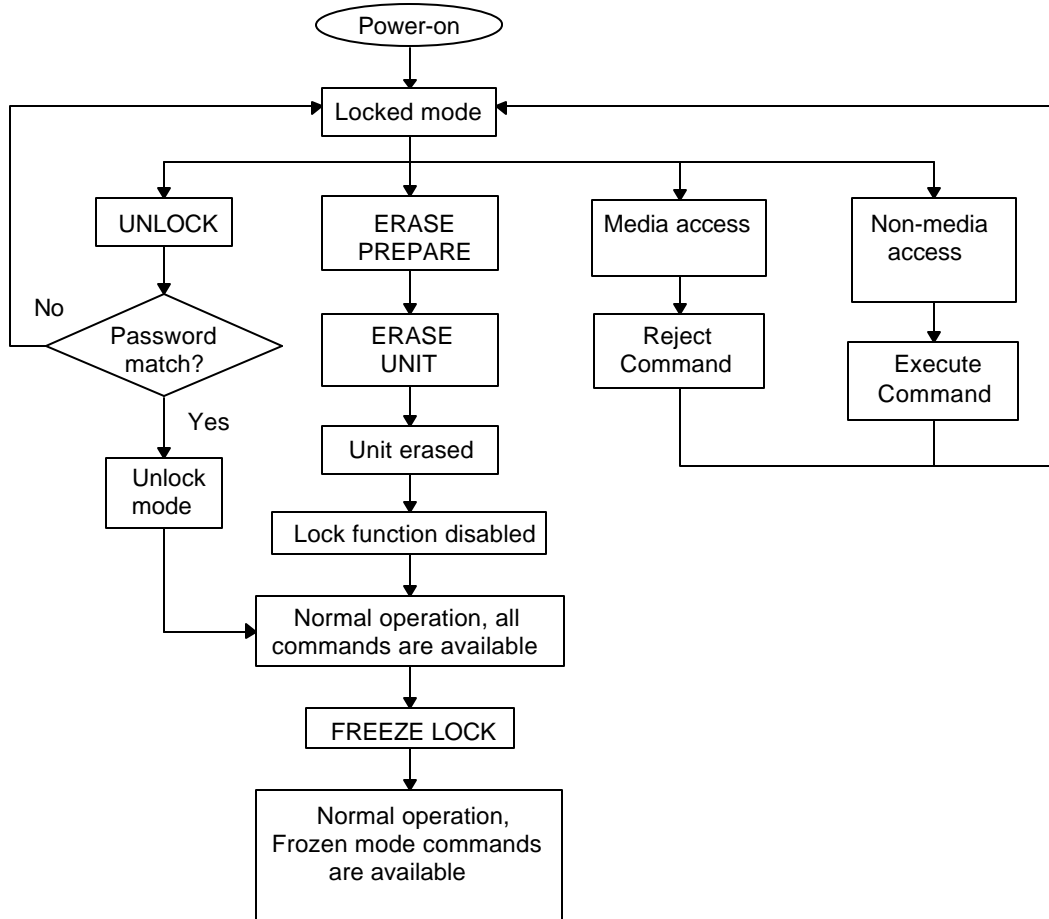 Power-on
Locked mode
UNLOCK
ERASE
PREPARE
Media access
Non-media
access
No
Password
match?
ERASE
UNIT
Reject
Command
Execute
Command
Yes
Unit erased
Unlock
mode
Lock function disabled
Normal operation, all
commands are available
FREEZE LOCK
Normal operation,
Frozen mode commands
are available